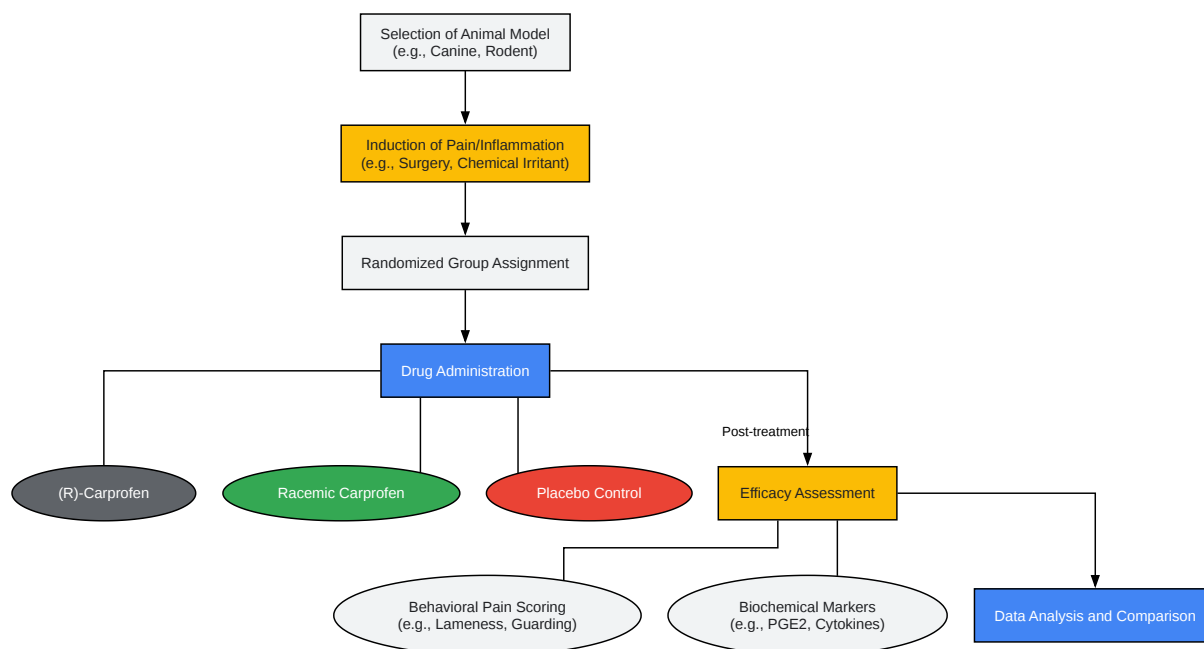 Selection of Animal Model
(e.g., Canine, Rodent)
Induction of Pain/Inflammation
(e.g., Surgery, Chemical Irritant)
Randomized Group Assignment
Drug Administration
Post-treatment
(R)-Carprofen
Racemic Carprofen
Placebo Control
Efficacy Assessment
Behavioral Pain Scoring
(e.g., Lameness, Guarding)
Biochemical Markers
(e.g., PGE2, Cytokines)
Data Analysis and Comparison